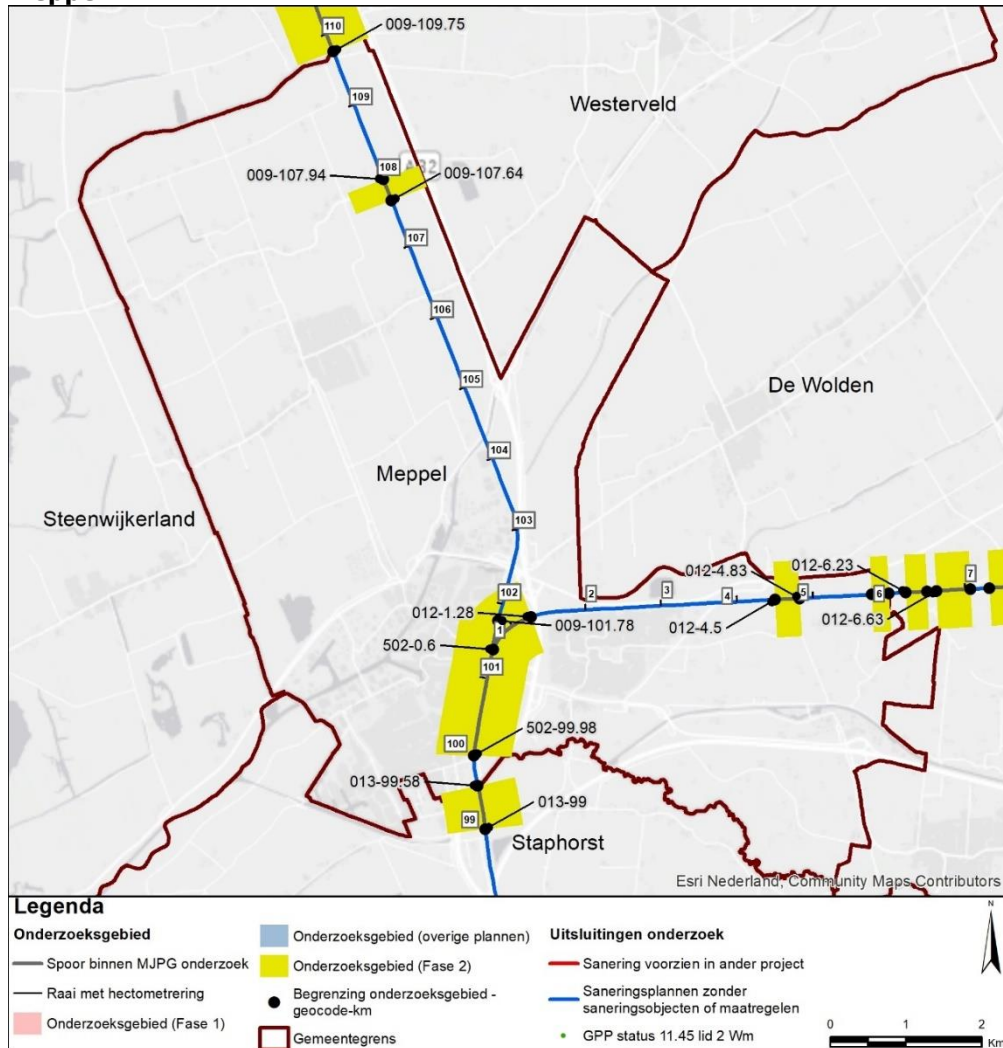 110
009-109.75
109
Westerveld
108
009-107.94
009-107.64
107
106
105
De Wolden
104
Meppel
Steenwijkerland
103
012-4.83
012-6.23
102
2
3
4
5
6
7
012-1.28
1
009-101.78
012-4.5
012-6.63
502-0.6
101
502-99.98
100
013-99.58
013-99
99
Staphorst
Esri Nederland, Community Maps Contributors
Legenda
Onderzoeksgebied
Spoor binnen MJPG onderzoek
Raai met hectometrering
Onderzoeksgebied (Fase 1)
Onderzoeksgebied (overige plannen)
Onderzoeksgebied (Fase 2)
Begrenzing onderzoeksgebied -
geocode-km
Gemeentegrens
Uitsluitingen onderzoek
Sanering voorzien in ander project
Saneringsplannen zonder
saneringsobjecten of maatregelen
GPP status 11.45 lid 2 Wm
N
0 1 2